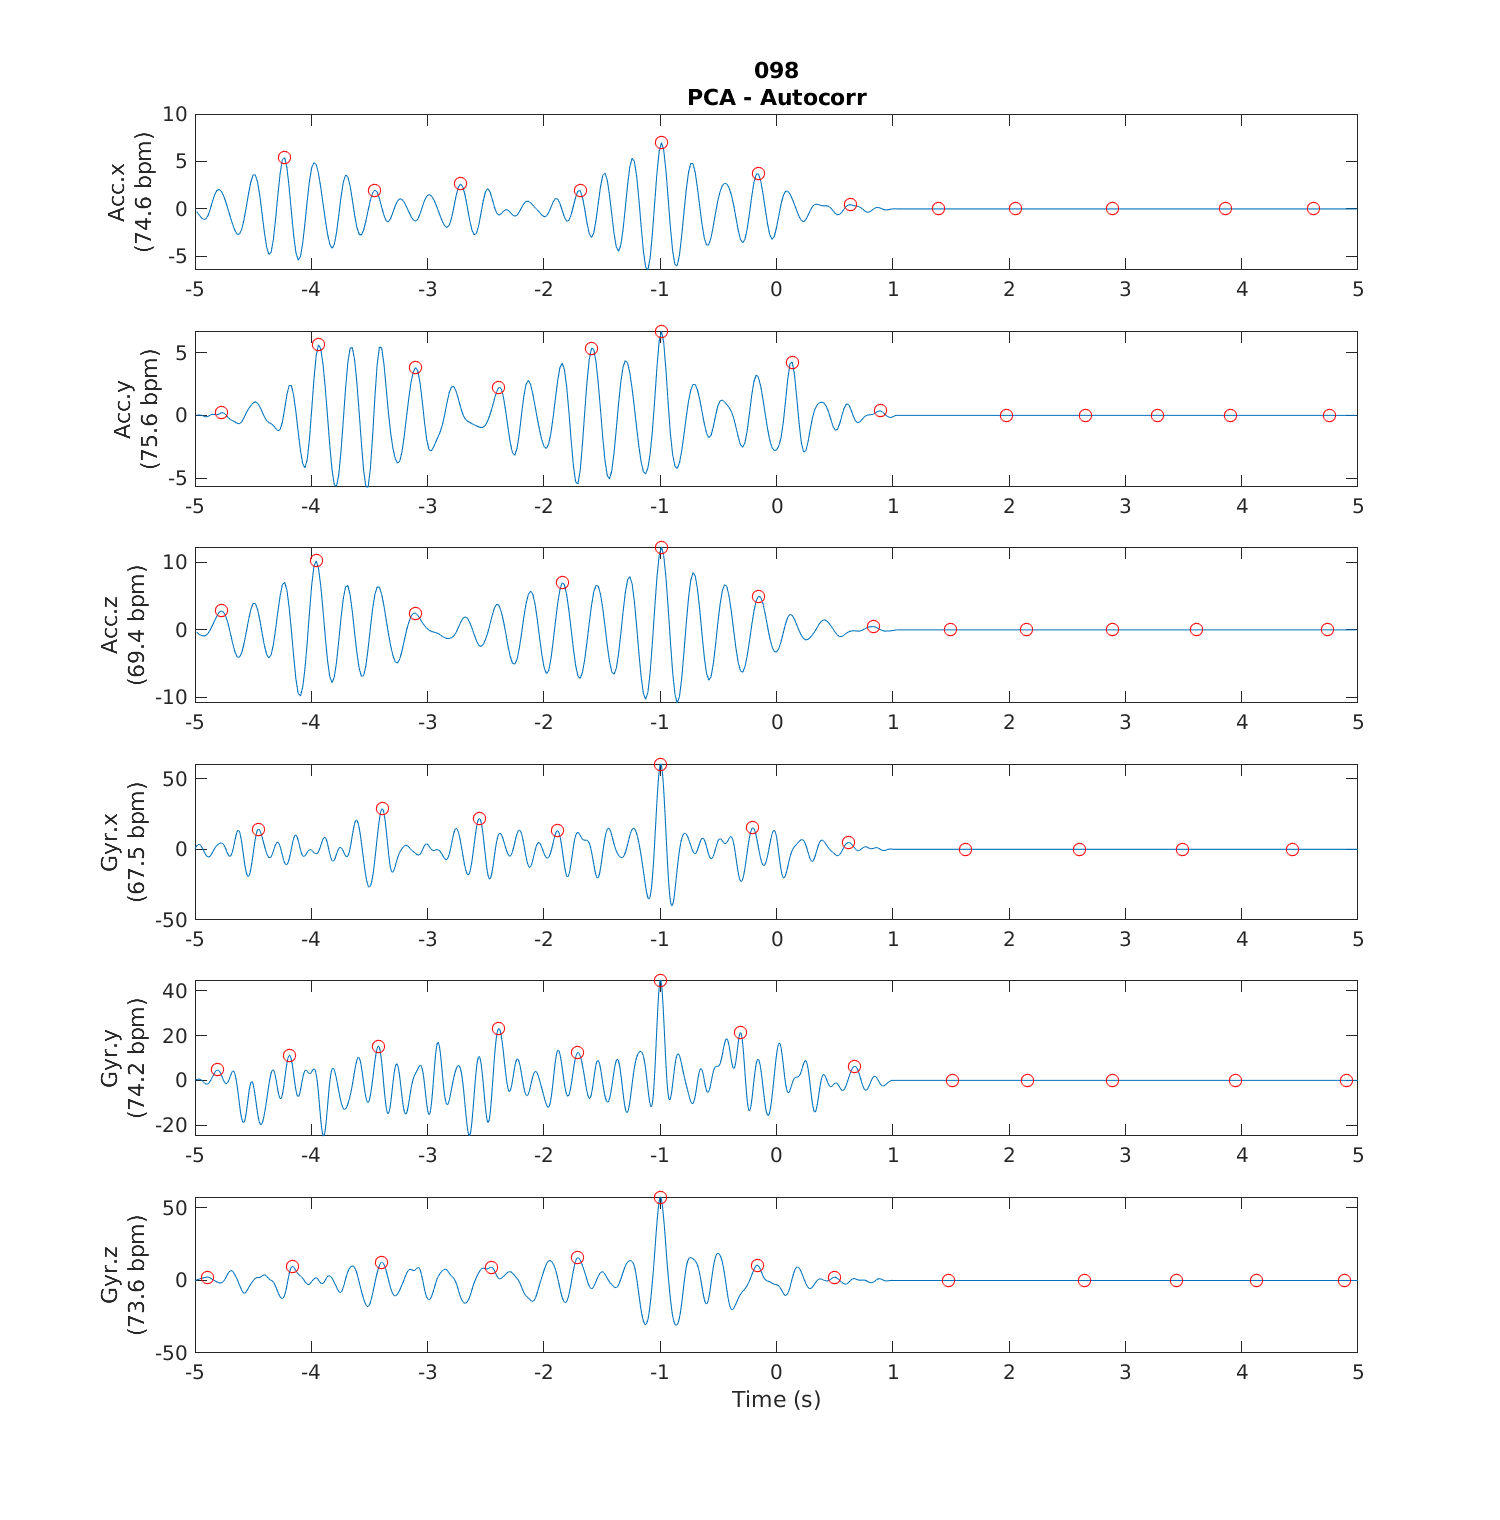 098
PCA - Autocorr
Acc.x
(74.6 bpm)
10
5
0
-5
-5 -4 -3 -2 -1 0 1 2 3 4 5
Acc.y
(75.6 bpm)
5
0
-5
-5 -4 -3 -2 -1 0 1 2 3 4 5
Acc.z
(69.4 bpm)
10
0
-10
-5 -4 -3 -2 -1 0 1 2 3 4 5
Gyr.x
(67.5 bpm)
50
0
-50
-5 -4 -3 -2 -1 0 1 2 3 4 5
Gyr.y
(74.2 bpm)
40
20
0
-20
-5 -4 -3 -2 -1 0 1 2 3 4 5
Gyr.z
(73.6 bpm)
50
0
-50
-5 -4 -3 -2 -1 0 1 2 3 4 5
Time (s)